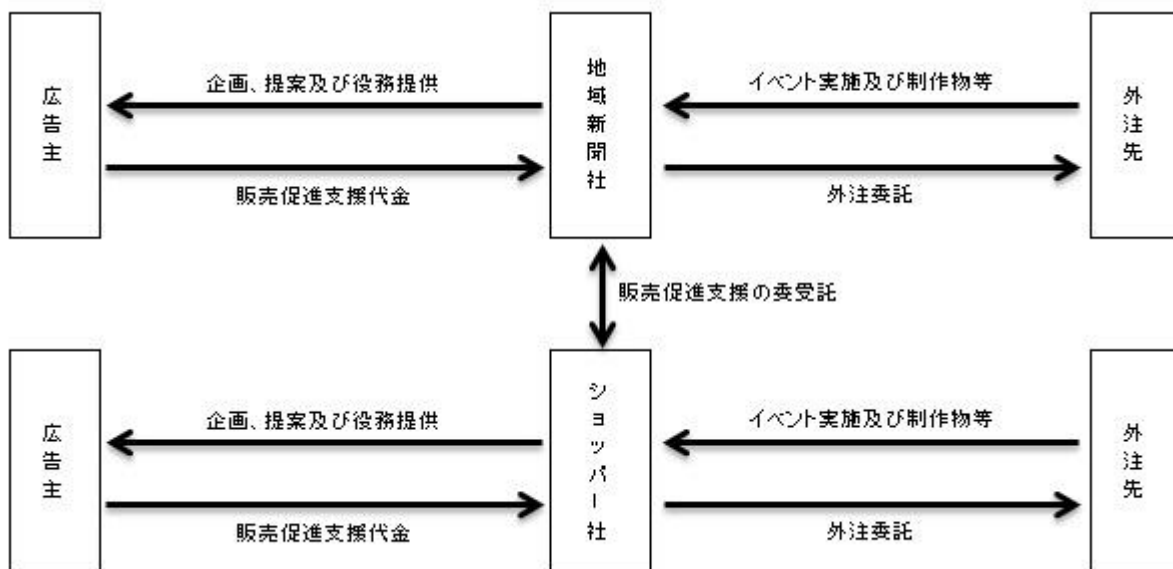 広告主
企画、提案及び役務提供
販売促進支援代金
地域新聞社
イベント実施及び制作物等
外注委託
外注先
販売促進支援の委受託
広告主
企画、提案及び役務提供
販売促進支援代金
ショッパー社
イベント実施及び制作物等
外注委託
外注先